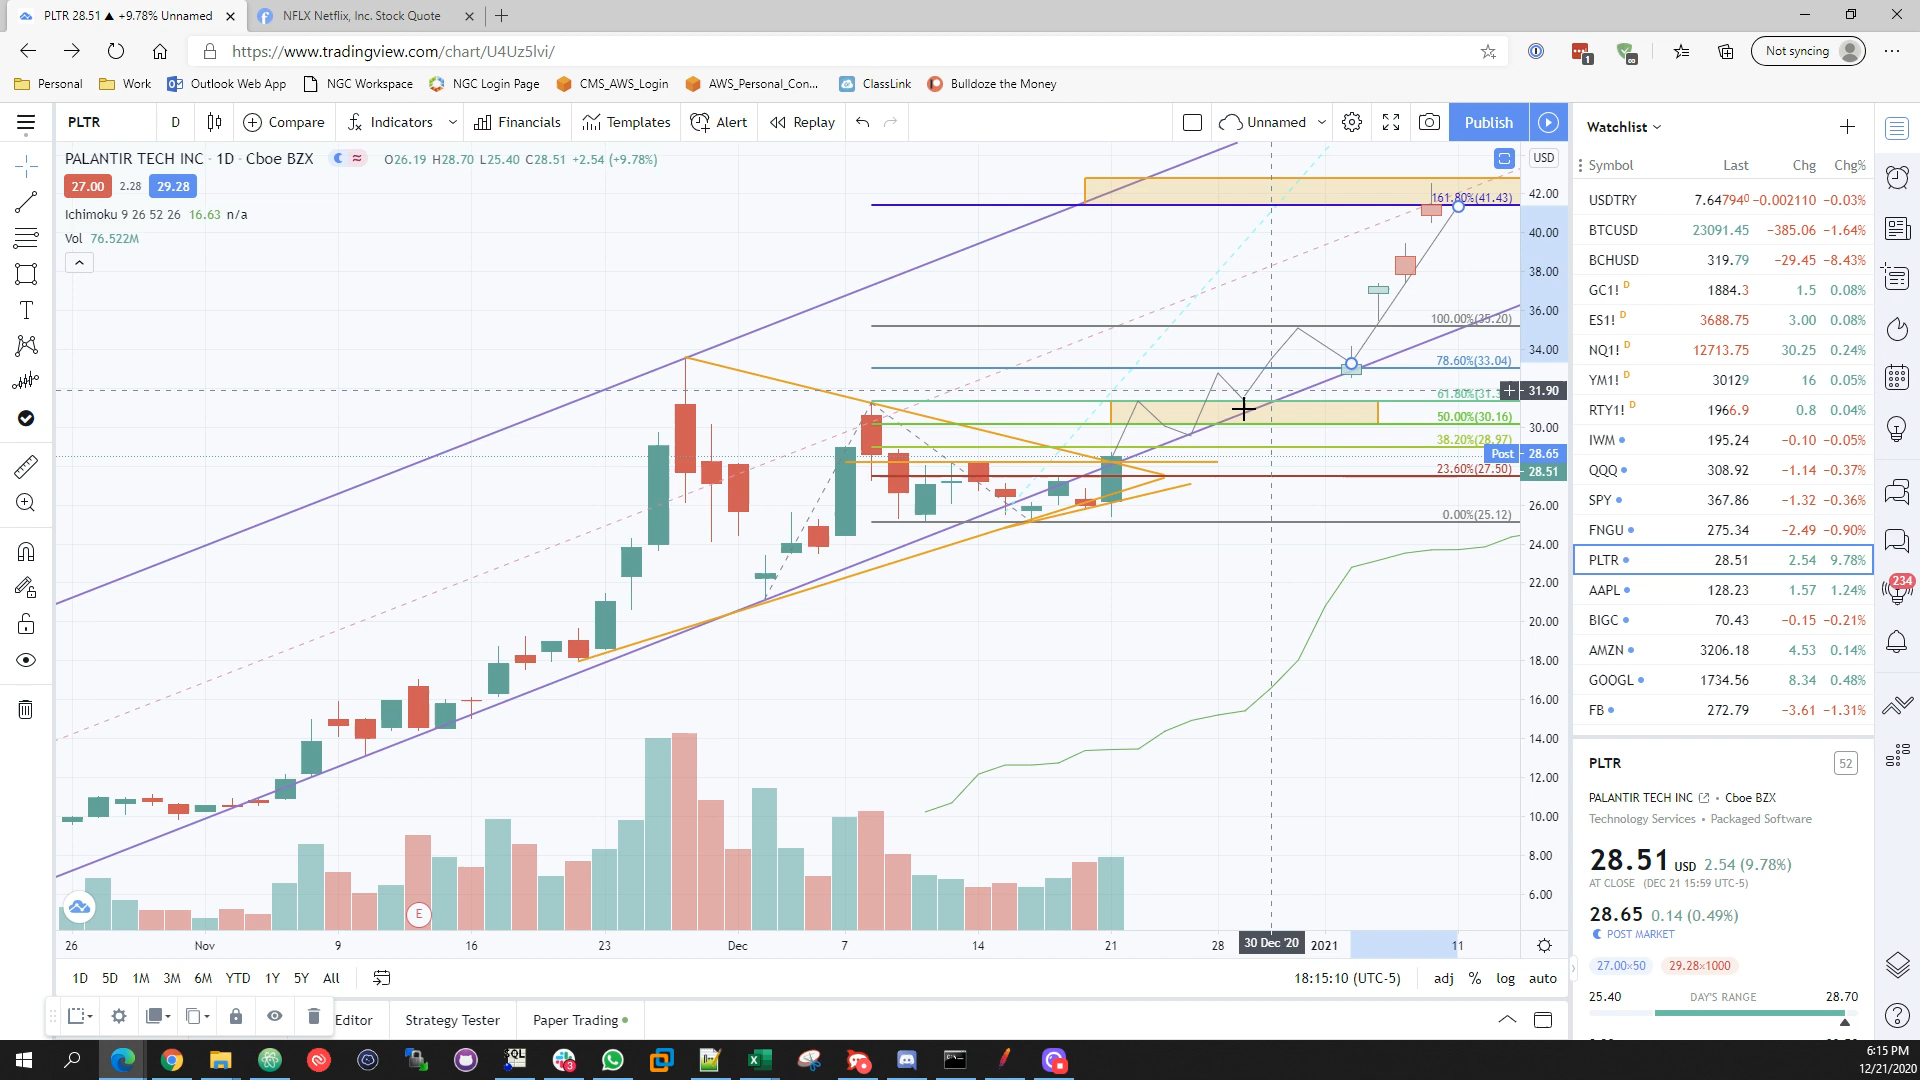 PLTR 28.51 ▲ +9.78% Unnamed
NFLX Netflix, Inc. Stock Quote
https://www.tradingview.com/chart/U4Uz5lvi/
1
Not syncing
Personal
Work
Outlook Web App
NGC Workspace
NGC Login Page
CMS_AWS_Login
AWS_Personal_Con...
ClassLink
Bulldoze the Money
PLTR
D
Compare
Indicators
Financials
Templates
Alert
Replay
Unnamed
Publish
PALANTIR TECH INC · 1D · Cboe BZX
O26.19 H28.70 L25.40 C28.51 +2.54 (+9.78%)
27.00
2.28
29.28
Ichimoku 9 26 52 26 16.63 n/a
Vol 76.522M
USD
42.00
40.00
38.00
36.00
34.00
31.90
30.00
Post 28.65
28.51
26.00
24.00
22.00
20.00
18.00
16.00
14.00
12.00
10.00
8.00
6.00
161.80%(41.43)
100.00%(35.20)
78.60%(33.04)
50.00%(30.16)
38.20%(28.97)
23.60%(27.50)
0.00%(25.12)
E
26
Nov
9
16
23
Dec
7
14
21
28
30 Dec '20
2021
11
1D 5D 1M 3M 6M YTD 1Y 5Y All
18:15:10 (UTC-5)
adj % log auto
Editor
Strategy Tester
Paper Trading
Watchlist
Symbol Last Chg Chg%
USDTRY 7.647940 -0.002110 -0.03%
BTCUSD 23091.45 -385.06 -1.64%
BCHUSD 319.79 -29.45 -8.43%
GC1! D 1884.3 1.5 0.08%
ES1! D 3688.75 3.00 0.08%
NQ1! D 12713.75 30.25 0.24%
YM1! D 30129 16 0.05%
RTY1! D 1966.9 0.8 0.04%
IWM 195.24 -0.10 -0.05%
QQQ 308.92 -1.14 -0.37%
SPY 367.86 -1.32 -0.36%
FNGU 275.34 -2.49 -0.90%
PLTR 28.51 2.54 9.78%
AAPL 128.23 1.57 1.24%
BIGC 70.43 -0.15 -0.21%
AMZN 3206.18 4.53 0.14%
GOOGL 1734.56 8.34 0.48%
FB 272.79 -3.61 -1.31%
234
PLTR
52
PALANTIR TECH INC • Cboe BZX
Technology Services • Packaged Software
28.51 USD 2.54 (9.78%)
AT CLOSE (DEC 21 15:59 UTC-5)
28.65 0.14 (0.49%)
POST MARKET
27.00×50
29.28×1000
25.40 DAY'S RANGE 28.70
SQL
3
6:15 PM
12/21/2020